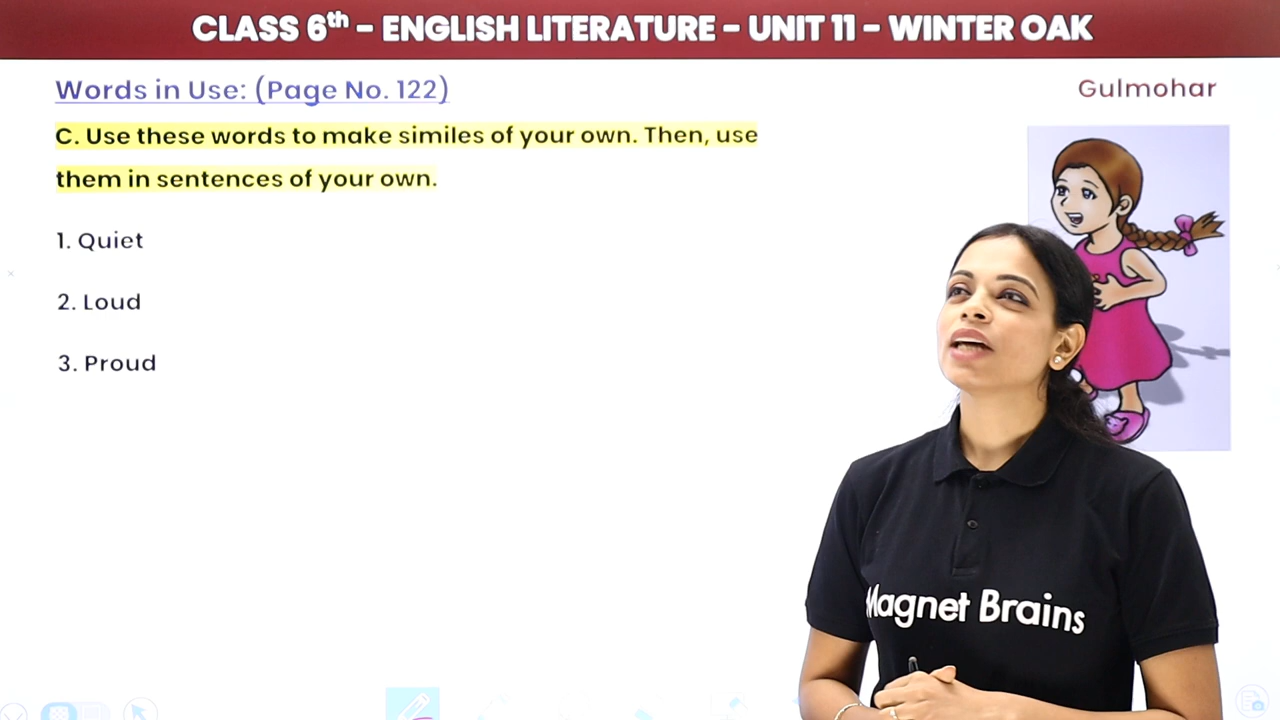 CLASS 6th - ENGLISH LITERATURE - UNIT 11 - WINTER OAK
Words in Use: (Page No. 122)
Gulmohar
C. Use these words to make similes of your own. Then, use
them in sentences of your own.
1. Quiet
2. Loud
3. Proud
Magnet Brains